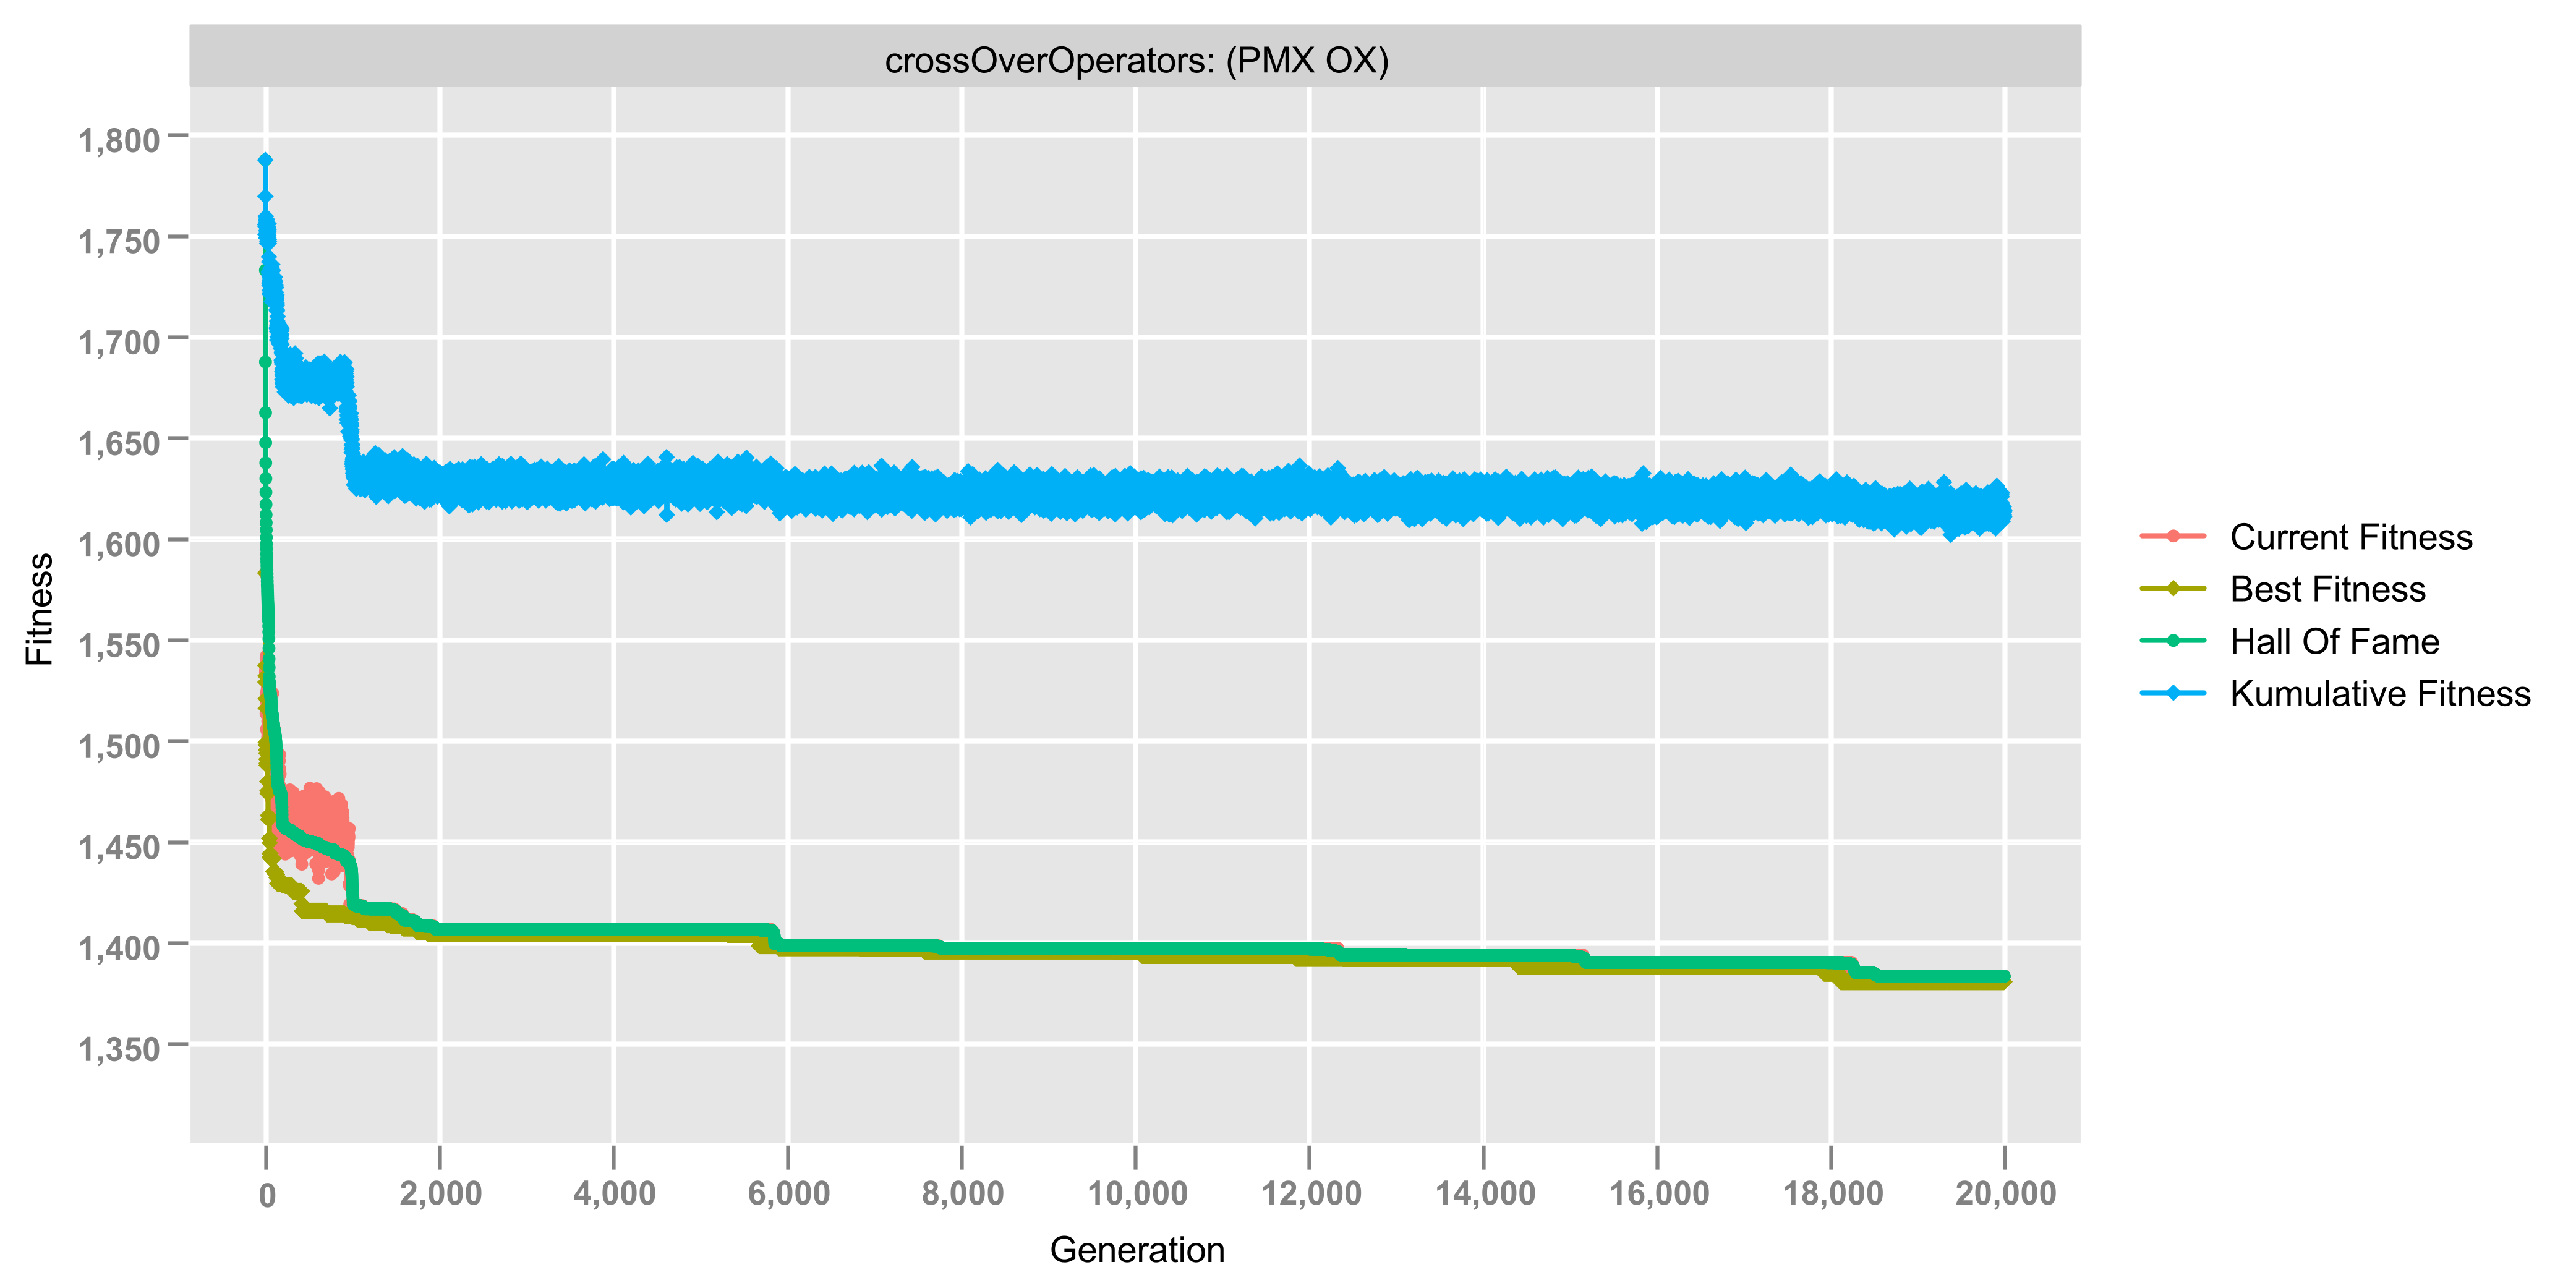 crossOverOperators: (PMX OX)
1,800
1,750
1,700
1,650
1,600
1,550
1,500
1,450
1,400
1,350
Fitness
0 2,000 4,000 6,000 8,000 10,000 12,000 14,000 16,000 18,000 20,000
Generation
Current Fitness
Best Fitness
Hall Of Fame
Kumulative Fitness